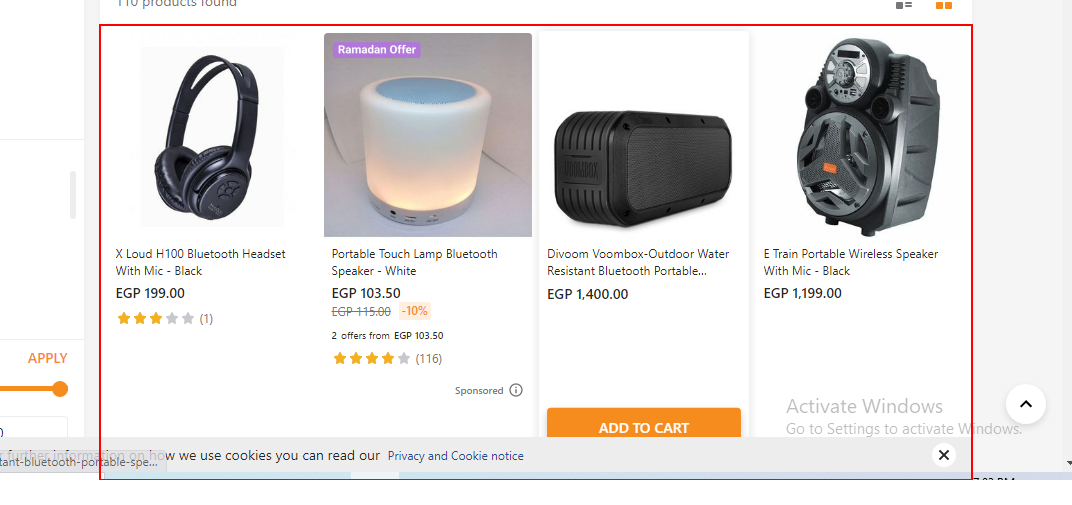 110 products found
Ramadan Offer
X Loud H100 Bluetooth Headset
With Mic - Black
EGP 199.00
(1)
Portable Touch Lamp Bluetooth
Speaker - White
EGP 103.50
EGP 115.00 -10%
2 offers from EGP 103.50
(116)
Sponsored
VOOMBOX
Divoom Voombox-Outdoor Water
Resistant Bluetooth Portable...
EGP 1,400.00
ADD TO CART
E Train Portable Wireless Speaker
With Mic - Black
EGP 1,199.00
APPLY
0
Activate Windows
Go to Settings to activate Windows.
r further information on how we use cookies you can read our Privacy and Cookie notice
tant-bluetooth-portable-spe...